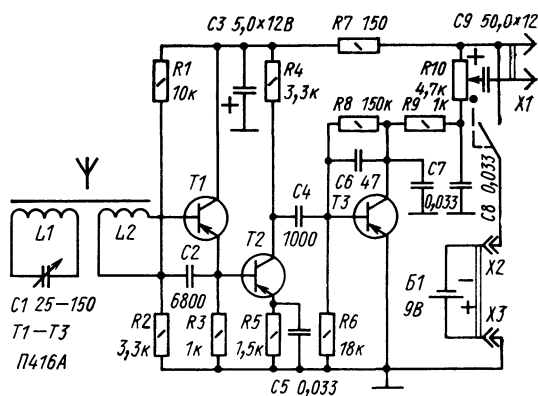 С3 5,0×12В
R7 150
С9 50,0×12
R1
10к
R4
3,3к
R10
4,7к
X1
R8 150к
R9 1к
T1
C6 47
C7
0,033
C4
1000
T3
T2
C8 0,033
L1
L2
C2
6800
X2
C1 25–150
T1–T3
П416А
R2
3,3к
R3
1к
R5
1,5к
R6
18к
Б1
9В
X3
C5 0,033